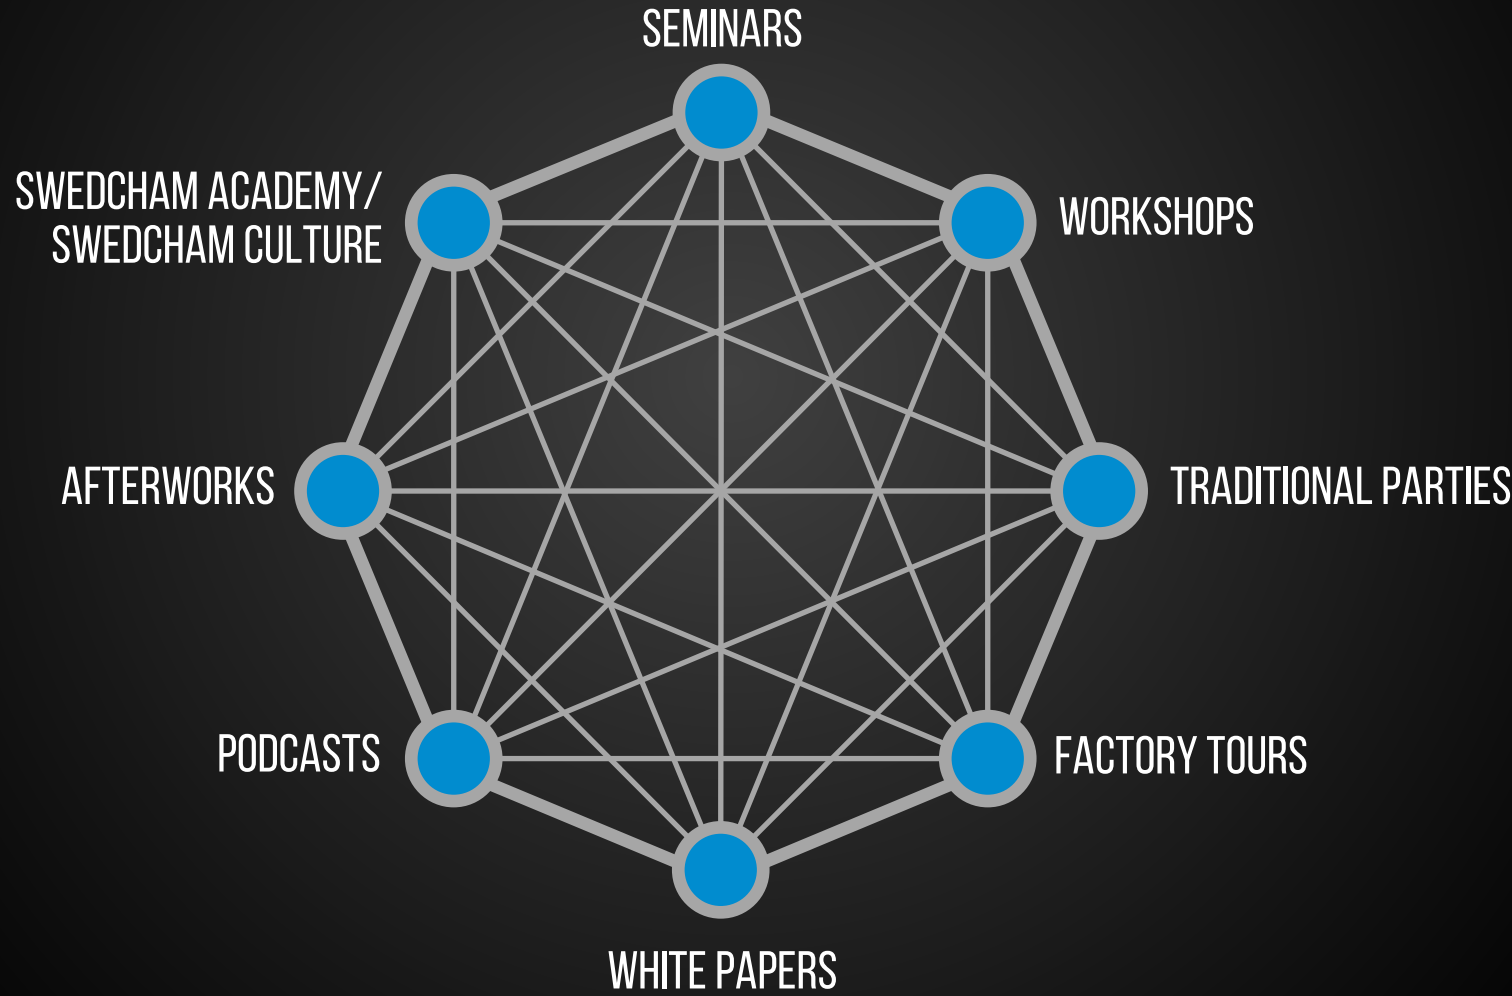 SEMINARS
SWEDCHAM ACADEMY/
SWEDCHAM CULTURE
WORKSHOPS
AFTERWORKS
TRADITIONAL PARTIES
PODCASTS
FACTORY TOURS
WHITE PAPERS